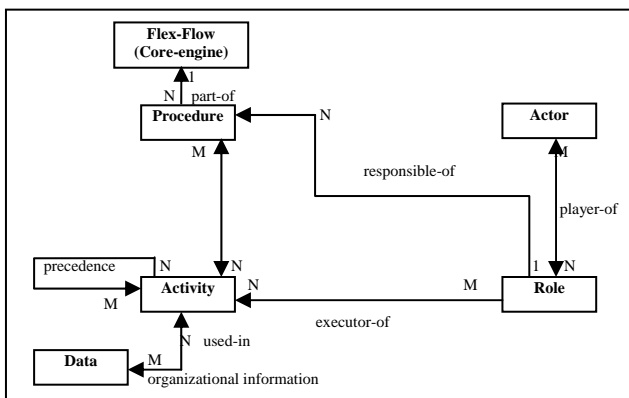 Flex-Flow
(Core-engine)
1
N part-of
Procedure
N
Actor
M
M
responsible-of
player-of
precedence
N
N
N
M
1
N
M
Activity
Role
executor-of
N used-in
Data
M
organizational information